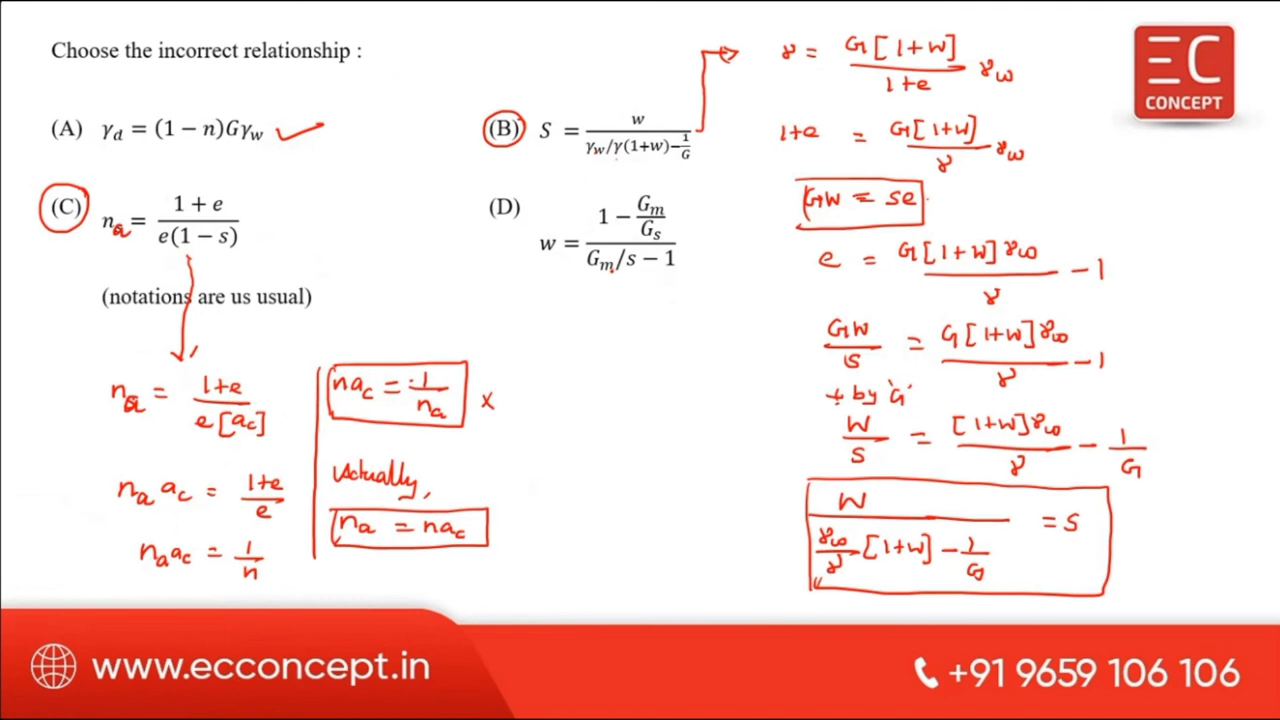 Choose the incorrect relationship :
(A) γd = (1 − n)Gγw
(B) S = w / (γw/γ(1+w)−1/G)
(C) na = (1 + e) / (e(1 − s))
(D) w = (1 − Gm/Gs) / (Gm/s − 1)
(notations are us usual)
na = (1+e) / (e[ac])
na ac = (1+e) / e
na ac = 1/n
nac = 1/na ×
Actually,
na = nac
γ = G[1+w] / (1+e) γw
1+e = G[1+w] / γ γw
GW = se
e = G[1+w]γw / γ − 1
GW/S = G[1+w]γw / γ − 1
÷ by 'G'
W/S = [1+w]γw / γ − 1/G
W / (γw/γ [1+w] − 1/G) = S
EC
CONCEPT
www.ecconcept.in
+91 9659 106 106